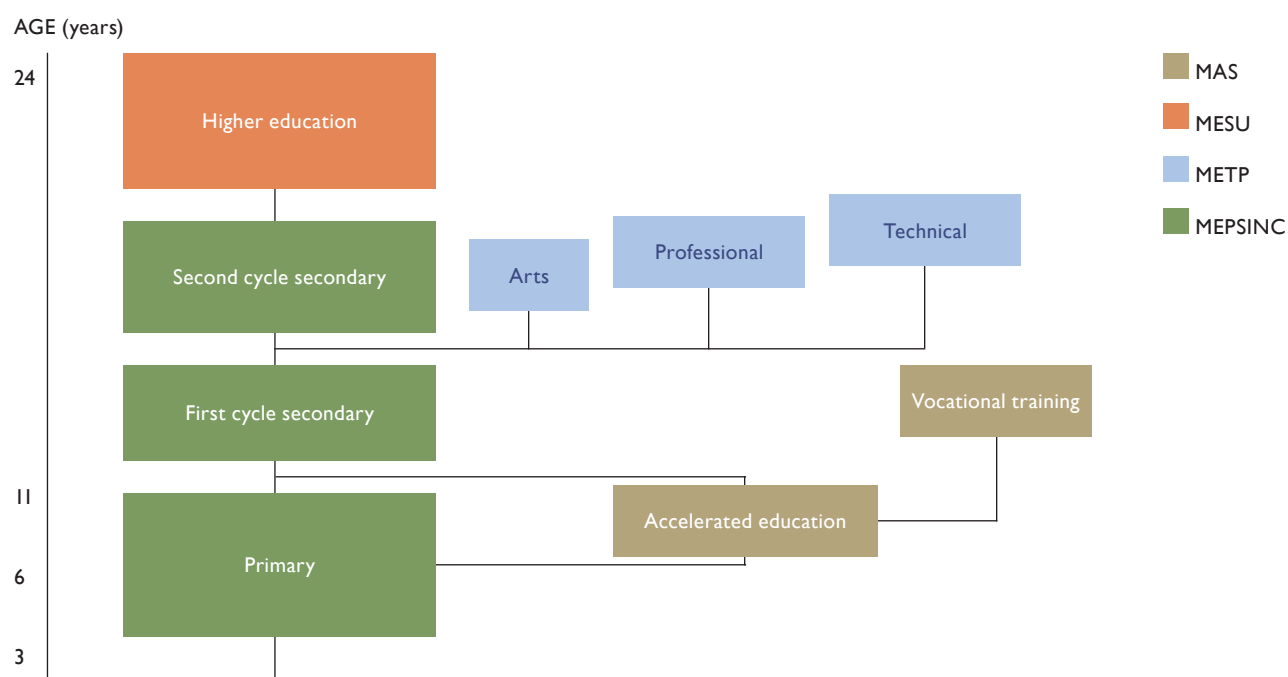 AGE (years)
24
Higher education
MAS
MESU
METP
MEPSINC
Technical
Professional
Arts
Second cycle secondary
First cycle secondary
Vocational training
11
Accelerated education
Primary
6
3